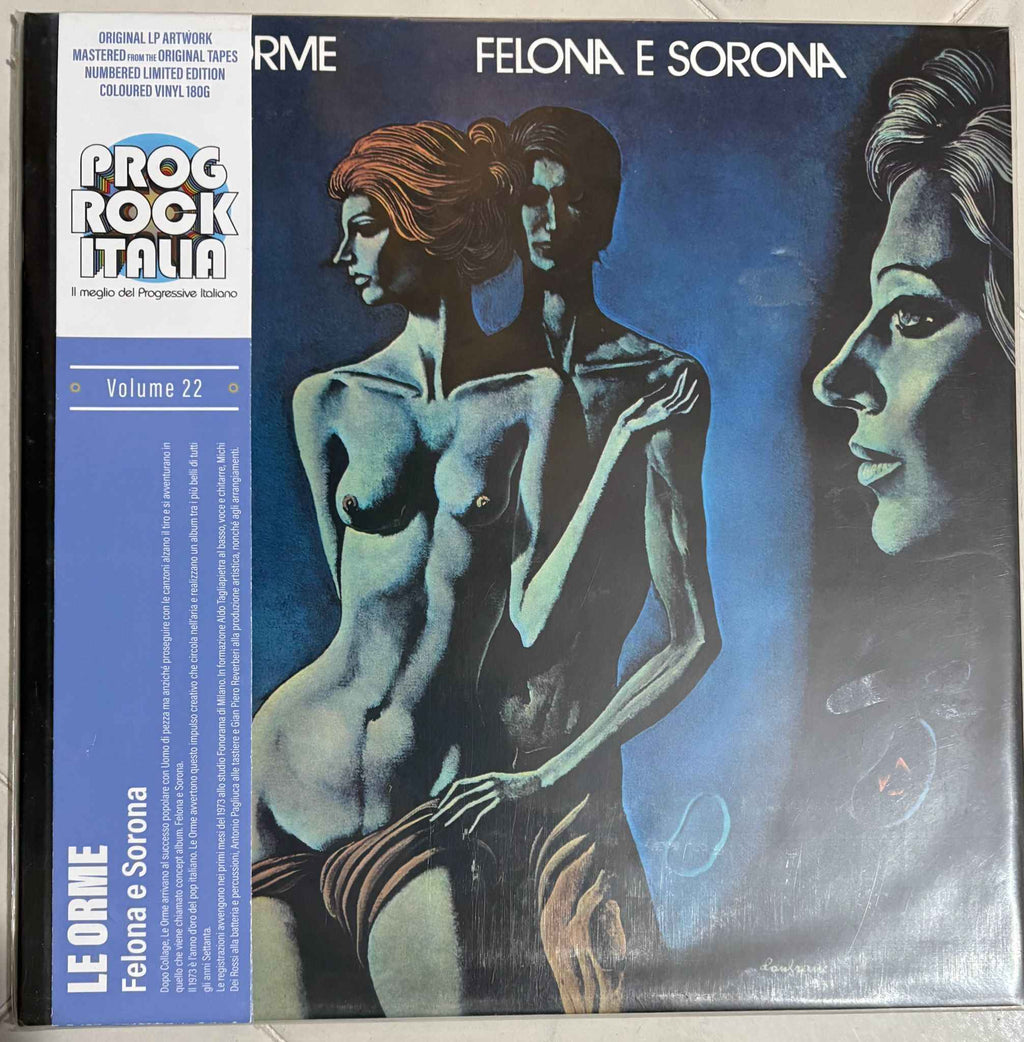 ORIGINAL LP ARTWORK
MASTERED FROM THE ORIGINAL TAPES
NUMBERED LIMITED EDITION
COLOURED VINYL 180G
PROG
ROCK
ITALIA
Il meglio del Progressive Italiano
Volume 22
LE ORME
Felona e Sorona
Dopo Collage, Le Orme arrivano al successo popolare con Uomo di pezza ma anziché proseguire con le canzoni alzano il tiro e si avventurano in
quello che viene chiamato concept album. Felona e Sorona.
Il 1973 è l'anno d'oro del pop italiano. Le Orme avvertono questo impulso creativo che circola nell'aria e realizzano un album tra i più belli di tutti
gli anni Settanta.
Le registrazioni avvengono nei primi mesi del 1973 allo studio Fonorama di Milano. In formazione Aldo Tagliapietra al basso, voce e chitarre, Michi
Dei Rossi alla batteria e percussioni, Antonio Pagliuca alle tastiere e Gian Piero Reverberi alla produzione artistica, nonché agli arrangiamenti.
ORME
FELONA E SORONA